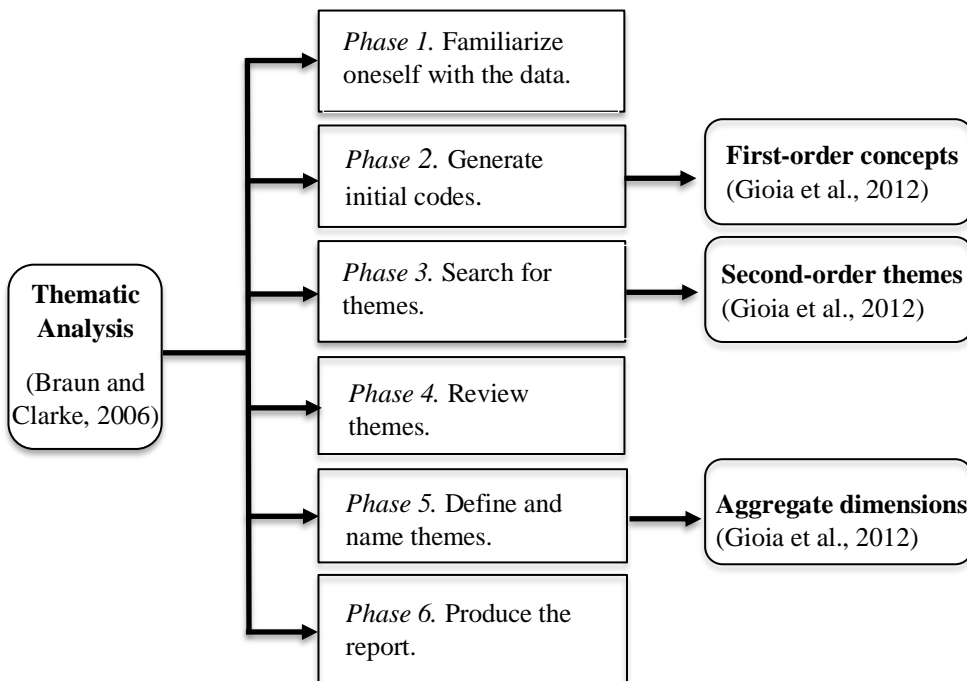 Thematic
Analysis
(Braun and
Clarke, 2006)
Phase 1. Familiarize
oneself with the data.
Phase 2. Generate
initial codes.
First-order concepts
(Gioia et al., 2012)
Phase 3. Search for
themes.
Second-order themes
(Gioia et al., 2012)
Phase 4. Review
themes.
Phase 5. Define and
name themes.
Aggregate dimensions
(Gioia et al., 2012)
Phase 6. Produce the
report.